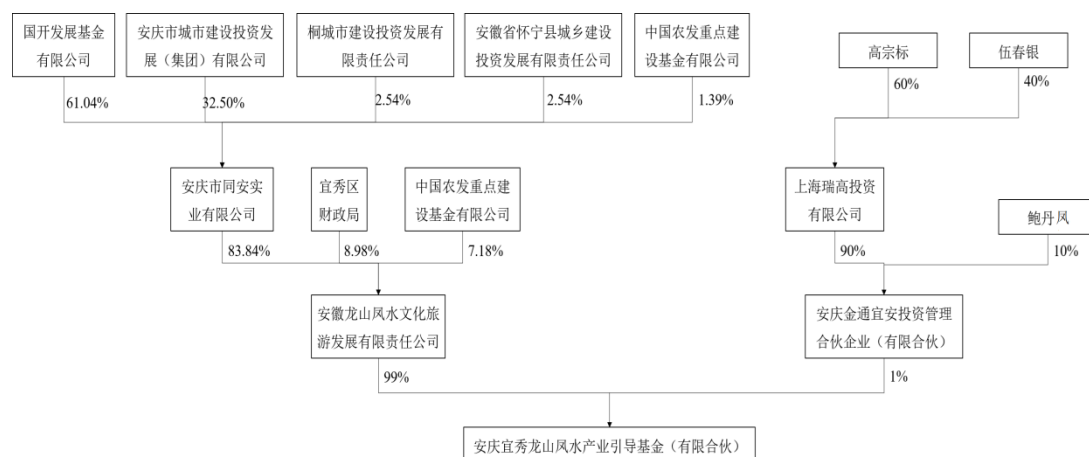 国开发展基金
有限公司
安庆市城市建设投资发
展（集团）有限公司
桐城市建设投资发展有
限责任公司
安徽省怀宁县城乡建设
投资发展有限责任公司
中国农发重点建
设基金有限公司
高宗标
伍春银
61.04%
32.50%
2.54%
2.54%
1.39%
60%
40%
安庆市同安实
业有限公司
宜秀区
财政局
中国农发重点建
设基金有限公司
上海瑞高投资
有限公司
鲍丹凤
83.84%
8.98%
7.18%
90%
10%
安徽龙山凤水文化旅
游发展有限责任公司
安庆金通宜安投资管理
合伙企业（有限合伙）
99%
1%
安庆宜秀龙山凤水产业引导基金（有限合伙）